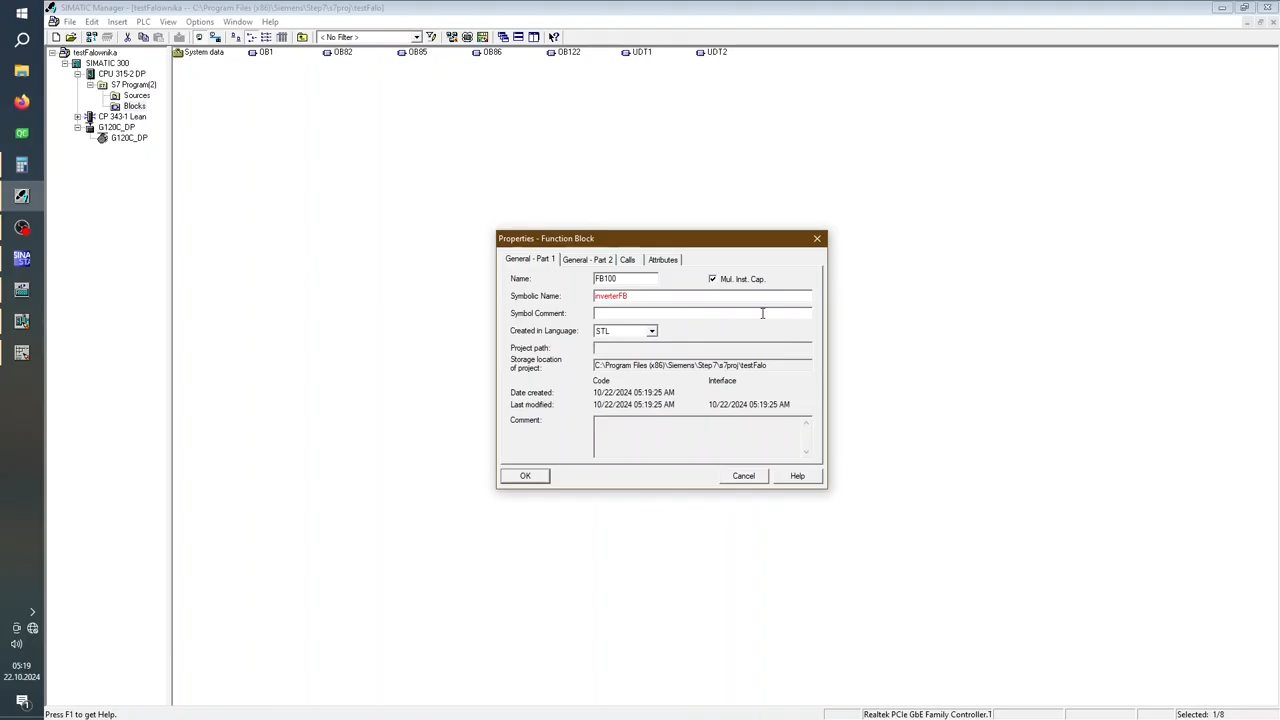 SIMATIC Manager - [testFalownika -- C:\Program Files (x86)\Siemens\Step7\s7proj\testFalo]
File Edit Insert PLC View Options Window Help
< No Filter >
testFalownika
SIMATIC 300
CPU 315-2 DP
S7 Program(2)
Sources
Blocks
CP 343-1 Lean
G120C_DP
G120C_DP
System data OB1 OB82 OB85 OB86 OB122 UDT1 UDT2
Properties - Function Block
General - Part 1 General - Part 2 Calls Attributes
Name: FB100 Mul. Inst. Cap.
Symbolic Name: inverterFB
Symbol Comment:
Created in Language: STL
Project path:
Storage location
of project: C:\Program Files (x86)\Siemens\Step7\s7proj\testFalo
Code Interface
Date created: 10/22/2024 05:19:25 AM
Last modified: 10/22/2024 05:19:25 AM 10/22/2024 05:19:25 AM
Comment:
OK Cancel Help
QC
SINA
05:19
22.10.2024
Press F1 to get Help. Realtek PCIe GbE Family Controller.T Selected: 1/8